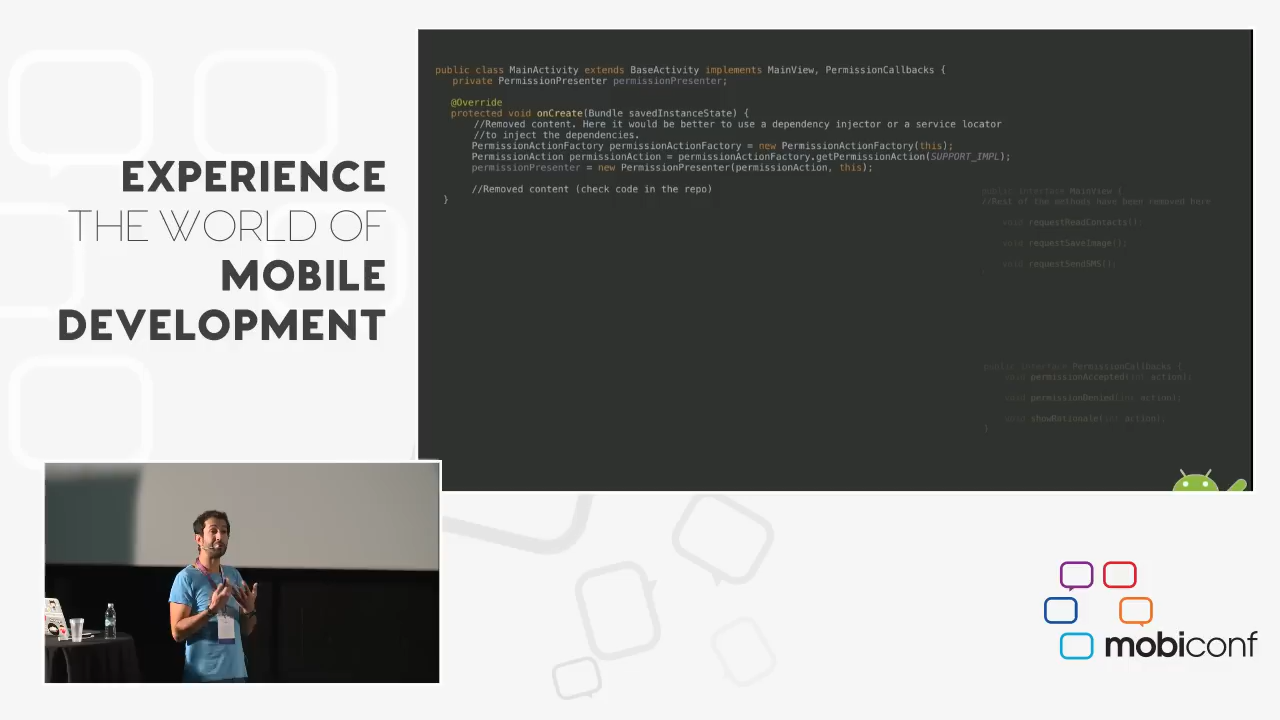 EXPERIENCE
THE WORLD OF
MOBILE
DEVELOPMENT
public class MainActivity extends BaseActivity implements MainView, PermissionCallbacks {
private PermissionPresenter permissionPresenter;
@Override
protected void onCreate(Bundle savedInstanceState) {
//Removed content. Here it would be better to use a dependency injector or a service locator
//to inject the dependencies.
PermissionActionFactory permissionActionFactory = new PermissionActionFactory(this);
PermissionAction permissionAction = permissionActionFactory.getPermissionAction(SUPPORT_IMPL);
permissionPresenter = new PermissionPresenter(permissionAction, this);
//Removed content (check code in the repo)
}
public interface MainView {
//Rest of the methods have been removed here
void requestReadContacts();
void requestSaveImage();
void requestSendSMS();
public interface PermissionCallbacks {
void permissionAccepted(int action);
void permissionDenied(int action);
void showRationale(int action);
}
mobiconf